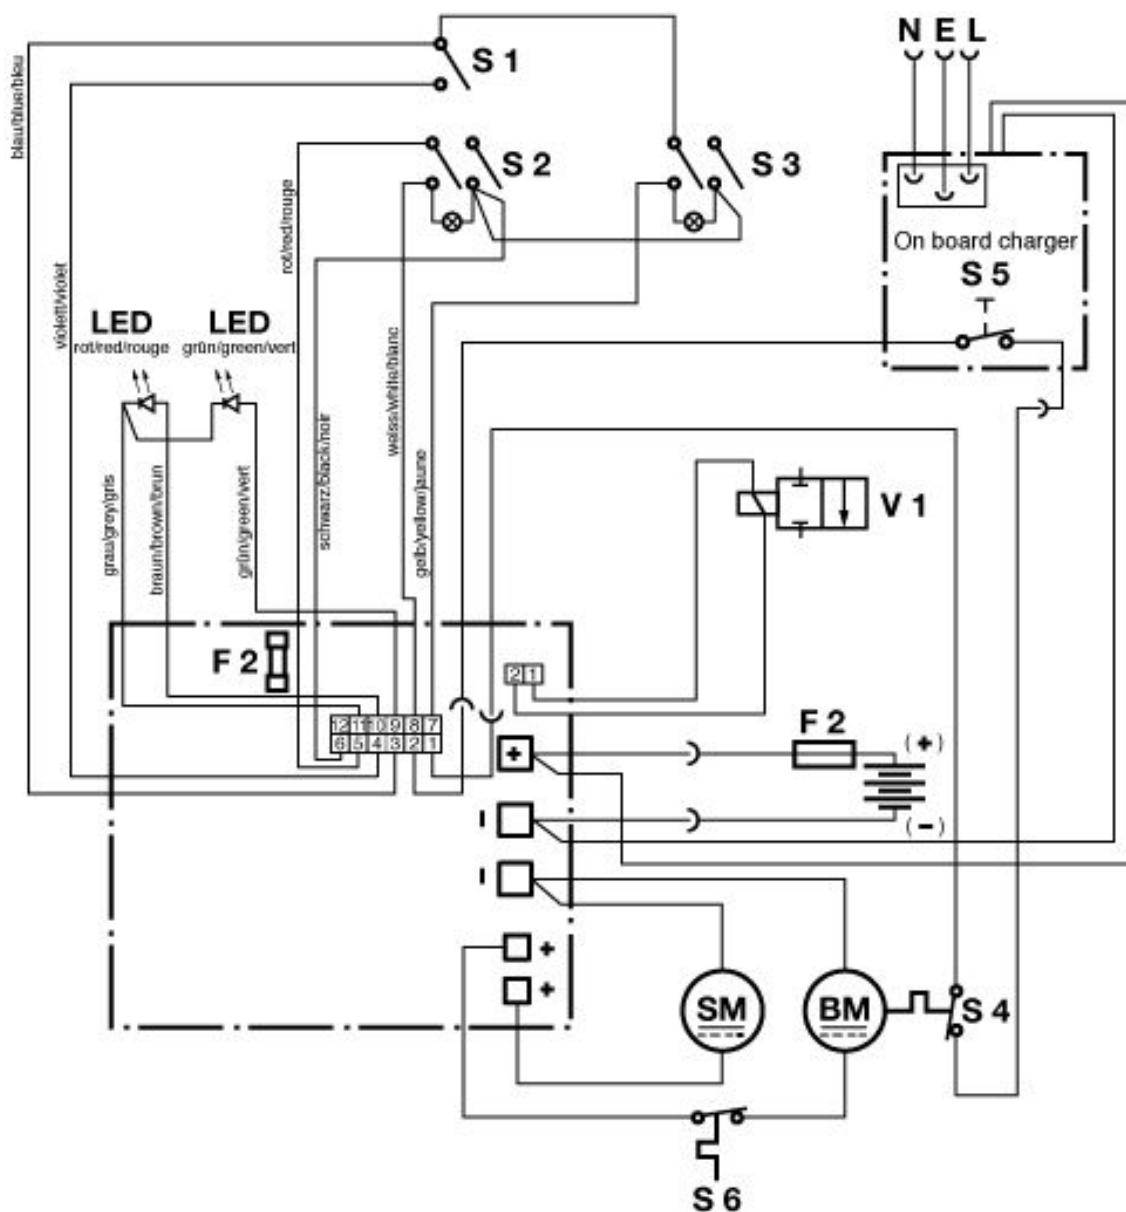 N E L
S 1
blau/blue/bleu
S 2
S 3
On board charger
S 5
rot/red/rouge
violett/violet
LED
rot/red/rouge
LED
grün/green/vert
weiss/white/blanc
schwarz/black/noir
gelb/yellow/jaune
grau/grey/gris
braun/brown/brun
grün/green/vert
V 1
F 2
2 1
12 11 10 9 8 7
6 5 4 3 2 1
+
F 2
(+)
(-)
-
-
+
+
SM
BM
S 4
S 6